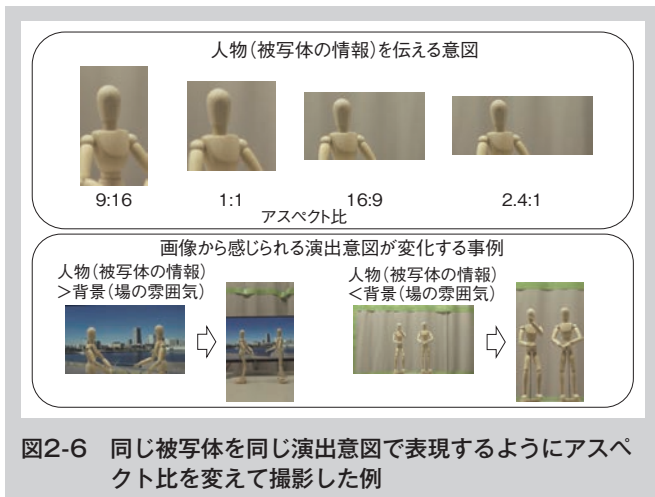 人物（被写体の情報）を伝える意図
9:16
1:1
16:9
2.4:1
アスペクト比
画像から感じられる演出意図が変化する事例
人物（被写体の情報）
＞背景（場の雰囲気）
人物（被写体の情報）
＜背景（場の雰囲気）
図2-6 同じ被写体を同じ演出意図で表現するようにアスペ
クト比を変えて撮影した例